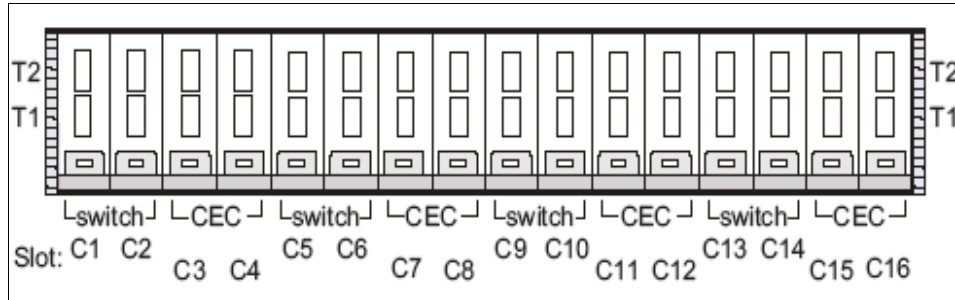 T2 T2
T1 T1
switch CEC switch CEC switch CEC switch CEC
Slot: C1 C2 C5 C6 C9 C10 C13 C14
C3 C4 C7 C8 C11 C12 C15 C16